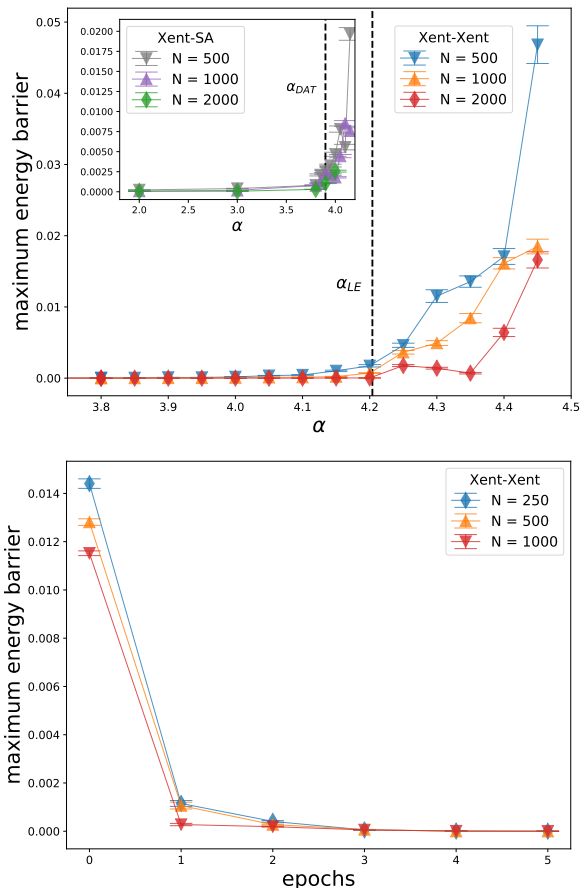 maximum energy barrier
0.05
0.04
0.03
0.02
0.01
0.00
3.8
3.9
4.0
4.1
4.2
4.3
4.4
4.5
α
α_LE
Xent-Xent
N = 500
N = 1000
N = 2000
Xent-SA
N = 500
N = 1000
N = 2000
α_DAT
0.0200
0.0175
0.0150
0.0125
0.0100
0.0075
0.0050
0.0025
0.0000
2.0
2.5
3.0
3.5
4.0
α
maximum energy barrier
0.014
0.012
0.010
0.008
0.006
0.004
0.002
0.000
0
1
2
3
4
5
epochs
Xent-Xent
N = 250
N = 500
N = 1000